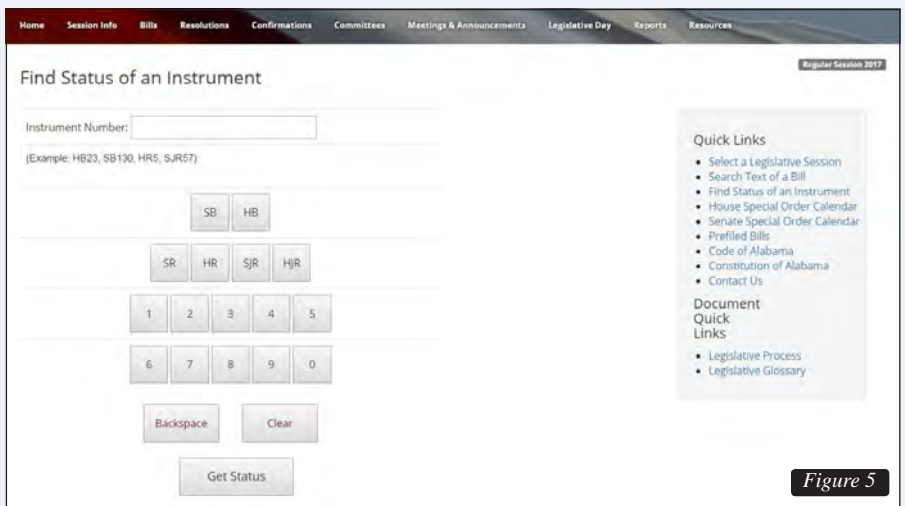 Home Session Info Bills Resolutions Confirmations Committees Meetings & Announcements Legislative Day Reports Resources
Regular Session 2017
Find Status of an Instrument
Instrument Number:
(Example: HB23, SB130, HR5, SJR57)
SB HB
SR HR SJR HJR
1 2 3 4 5
6 7 8 9 0
Backspace Clear
Get Status
Quick Links
• Select a Legislative Session
• Search Text of a Bill
• Find Status of an Instrument
• House Special Order Calendar
• Senate Special Order Calendar
• Prefiled Bills
• Code of Alabama
• Constitution of Alabama
• Contact Us
Document
Quick
Links
• Legislative Process
• Legislative Glossary
Figure 5